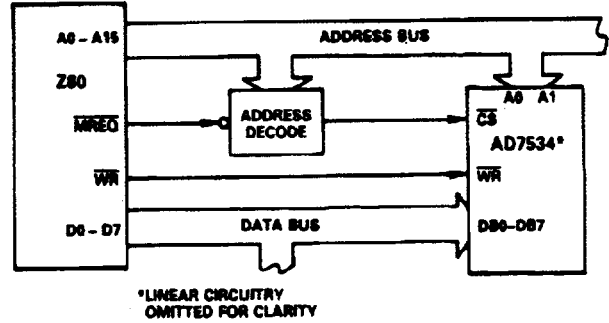 A0 – A15
ADDRESS BUS
Z80
A0 A1
MREQ
ADDRESS
DECODE
CS
AD7534*
WR
WR
D0 – D7
DATA BUS
DB0–DB7
*LINEAR CIRCUITRY
OMITTED FOR CLARITY